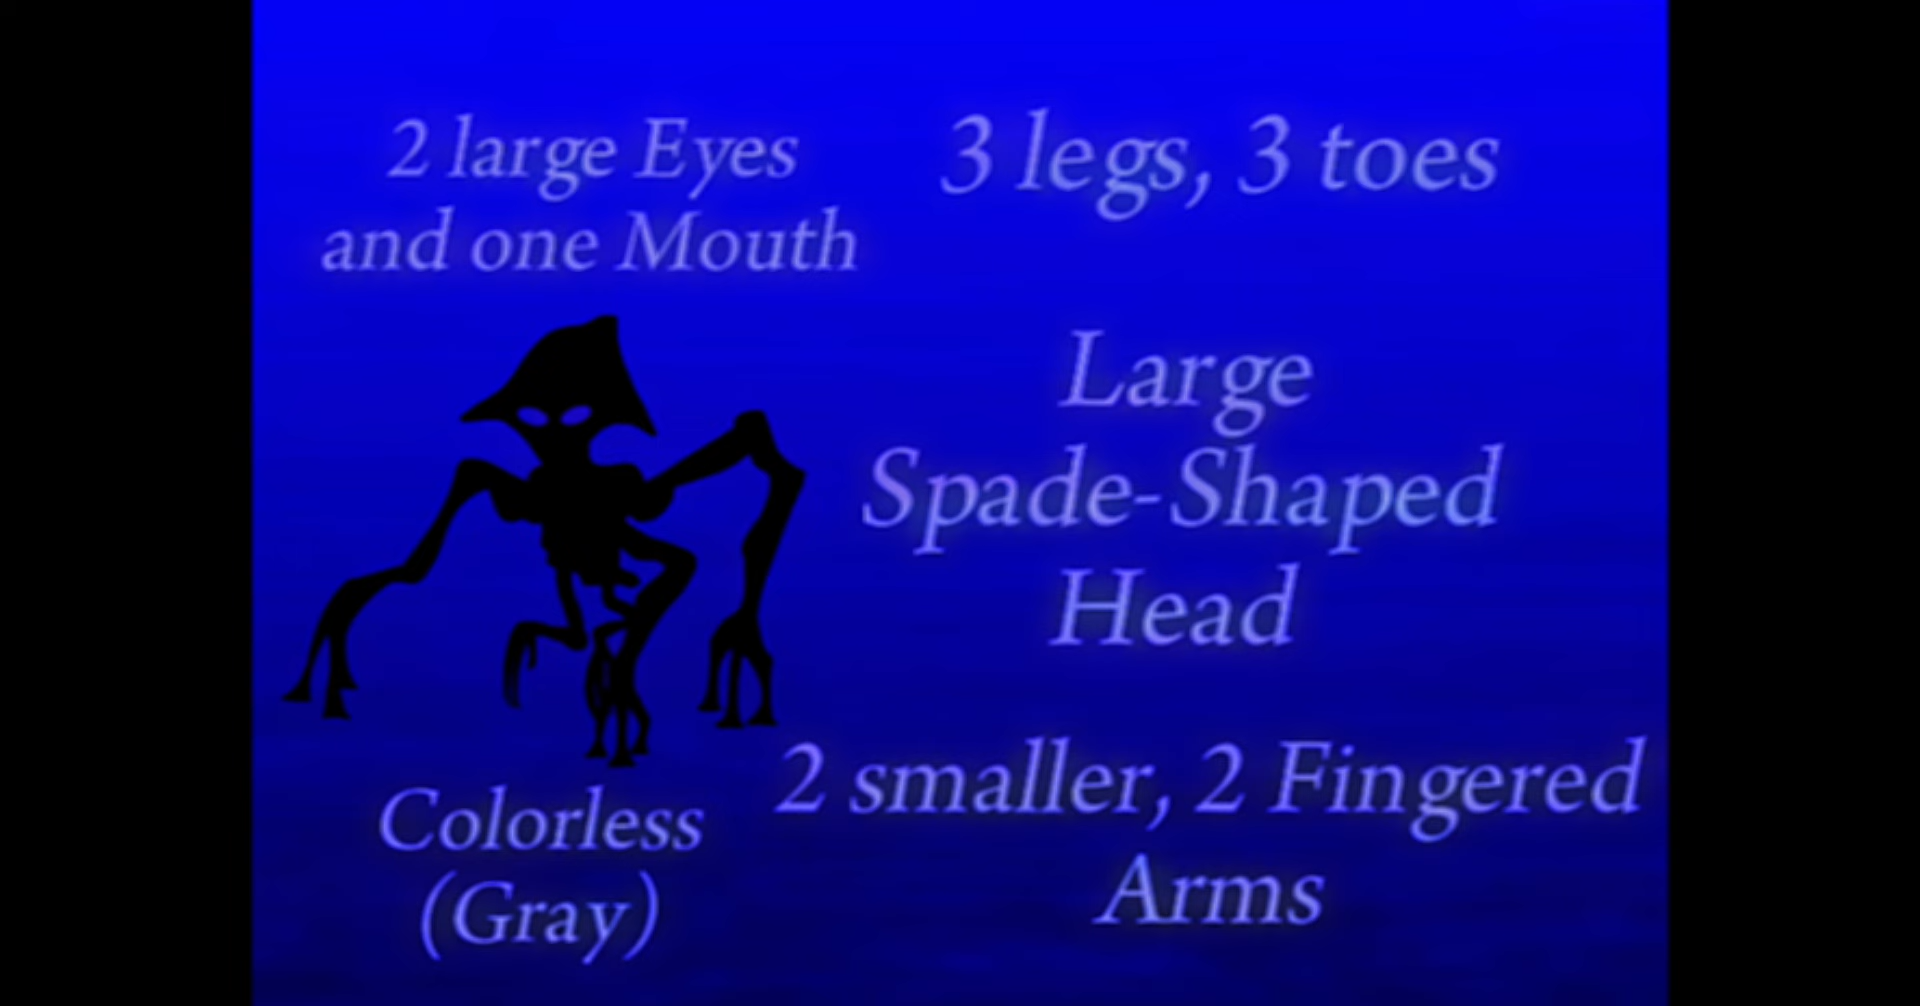 2 large Eyes
and one Mouth
3 legs, 3 toes
Large
Spade-Shaped
Head
Colorless
(Gray)
2 smaller, 2 Fingered
Arms